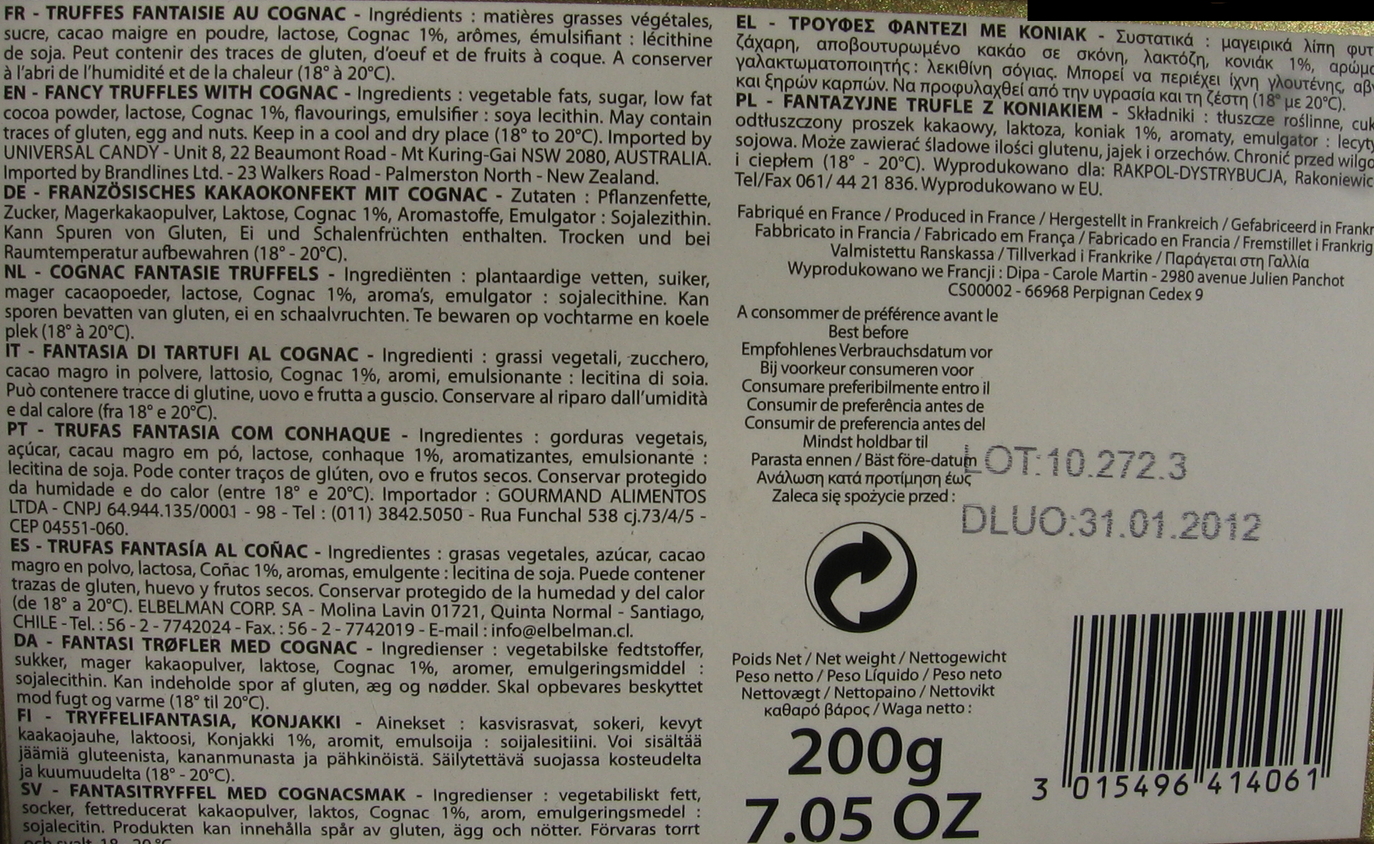 FR - TRUFFES FANTAISIE AU COGNAC - Ingrédients : matières grasses végétales,
sucre, cacao maigre en poudre, lactose, Cognac 1%, arômes, émulsifiant : lécithine
de soja. Peut contenir des traces de gluten, d'oeuf et de fruits à coque. A conserver
à l'abri de l'humidité et de la chaleur (18° à 20°C).
EN - FANCY TRUFFLES WITH COGNAC - Ingredients : vegetable fats, sugar, low fat
cocoa powder, lactose, Cognac 1%, flavourings, emulsifier : soya lecithin. May contain
traces of gluten, egg and nuts. Keep in a cool and dry place (18° to 20°C). Imported by
UNIVERSAL CANDY - Unit 8, 22 Beaumont Road - Mt Kuring-Gai NSW 2080, AUSTRALIA.
Imported by Brandlines Ltd. - 23 Walkers Road - Palmerston North - New Zealand.
DE - FRANZÖSISCHES KAKAOKONFEKT MIT COGNAC - Zutaten : Pflanzenfette,
Zucker, Magerkakaopulver, Laktose, Cognac 1%, Aromastoffe, Emulgator : Sojalezithin.
Kann Spuren von Gluten, Ei und Schalenfrüchten enthalten. Trocken und bei
Raumtemperatur aufbewahren (18° - 20°C).
NL - COGNAC FANTASIE TRUFFELS - Ingrediënten : plantaardige vetten, suiker,
mager cacaopoeder, lactose, Cognac 1%, aroma's, emulgator : sojalecithine. Kan
sporen bevatten van gluten, ei en schaalvruchten. Te bewaren op vochtarme en koele
plek (18° à 20°C).
IT - FANTASIA DI TARTUFI AL COGNAC - Ingredienti : grassi vegetali, zucchero,
cacao magro in polvere, lattosio, Cognac 1%, aromi, emulsionante : lecitina di soia.
Può contenere tracce di glutine, uovo e frutta a guscio. Conservare al riparo dall'umidità
e dal calore (fra 18° e 20°C).
PT - TRUFAS FANTASIA COM CONHAQUE - Ingredientes : gorduras vegetais,
açúcar, cacau magro em pó, lactose, conhaque 1%, aromatizantes, emulsionante :
lecitina de soja. Pode conter traços de glúten, ovo e frutos secos. Conservar protegido
da humidade e do calor (entre 18° e 20°C). Importador : GOURMAND ALIMENTOS
LTDA - CNPJ 64.944.135/0001 - 98 - Tel : (011) 3842.5050 - Rua Funchal 538 cj.73/4/5 -
CEP 04551-060.
ES - TRUFAS FANTASÍA AL COÑAC - Ingredientes : grasas vegetales, azúcar, cacao
magro en polvo, lactosa, Coñac 1%, aromas, emulgente : lecitina de soja. Puede contener
trazas de gluten, huevo y frutos secos. Conservar protegido de la humedad y del calor
(de 18° a 20°C). ELBELMAN CORP. SA - Molina Lavin 01721, Quinta Normal - Santiago,
CHILE - Tel. : 56 - 2 - 7742024 - Fax. : 56 - 2 - 7742019 - E-mail : info@elbelman.cl.
DA - FANTASI TRØFLER MED COGNAC - Ingredienser : vegetabilske fedtstoffer,
sukker, mager kakaopulver, laktose, Cognac 1%, aromer, emulgeringsmiddel :
sojalecithin. Kan indeholde spor af gluten, æg og nødder. Skal opbevares beskyttet
mod fugt og varme (18° til 20°C).
FI - TRYFFELIFANTASIA, KONJAKKI - Ainekset : kasvisrasvat, sokeri, kevyt
kaakaojauhe, laktoosi, Konjakki 1%, aromit, emulsoija : soijalesitiini. Voi sisältää
jäämiä gluteenista, kananmunasta ja pähkinöistä. Säilytettävä suojassa kosteudelta
ja kuumuudelta (18° - 20°C).
SV - FANTASITRYFFEL MED COGNACSMAK - Ingredienser : vegetabiliskt fett,
socker, fettreducerat kakaopulver, laktos, Cognac 1%, arom, emulgeringsmedel :
sojalecitin. Produkten kan innehålla spår av gluten, ägg och nötter. Förvaras torrt
och svalt, 18 - 20°C
EL - ΤΡΟΥΦΕΣ ΦΑΝΤΕΖΙ ΜΕ ΚΟΝΙΑΚ - Συστατικά : μαγειρικά λίπη φυτ
ζάχαρη, αποβουτυρωμένο κακάο σε σκόνη, λακτόζη, κονιάκ 1%, αρώμα
γαλακτωματοποιητής : λεκιθίνη σόγιας. Μπορεί να περιέχει ίχνη γλουτένης, αβγ
και ξηρών καρπών. Να προφυλαχθεί από την υγρασία και τη ζέστη (18° με 20°C).
PL - FANTAZYJNE TRUFLE Z KONIAKIEM - Składniki : tłuszcze roślinne, cuk
odtłuszczony proszek kakaowy, laktoza, koniak 1%, aromaty, emulgator : lecyty
sojowa. Może zawierać śladowe ilości glutenu, jajek i orzechów. Chronić przed wilgo
i ciepłem (18° - 20°C). Wyprodukowano dla: RAKPOL-DYSTRYBUCJA, Rakoniewic
Tel/Fax 061/ 44 21 836. Wyprodukowano w EU.
Fabriqué en France / Produced in France / Hergestellt in Frankreich / Gefabriceerd in Frankr
Fabbricato in Francia / Fabricado em França / Fabricado en Francia / Fremstillet i Frankrig
Valmistettu Ranskassa / Tillverkad i Frankrike / Παράγεται στη Γαλλία
Wyprodukowano we Francji : Dipa - Carole Martin - 2980 avenue Julien Panchot
CS00002 - 66968 Perpignan Cedex 9
A consommer de préférence avant le
Best before
Empfohlenes Verbrauchsdatum vor
Bij voorkeur consumeren voor
Consumare preferibilmente entro il
Consumir de preferência antes de
Consumir de preferencia antes del
Mindst holdbar til
Parasta ennen / Bäst före-datum
Ανάλωση κατά προτίμηση έως
Zaleca się spożycie przed :
LOT:10.272.3
DLUO:31.01.2012
Poids Net / Net weight / Nettogewicht
Peso netto / Peso Líquido / Peso neto
Nettovægt / Nettopaino / Nettovikt
καθαρό βάρος / Waga netto :
200g
7.05 OZ
3 015496 414061